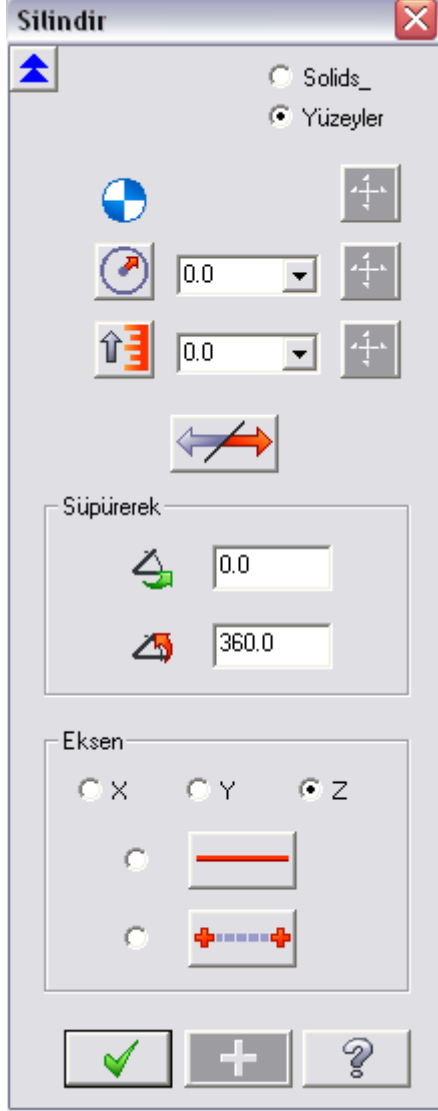 Silindir
Solids_
Yüzeyler
0.0
0.0
Süpürerek
0.0
360.0
Eksen
X Y Z